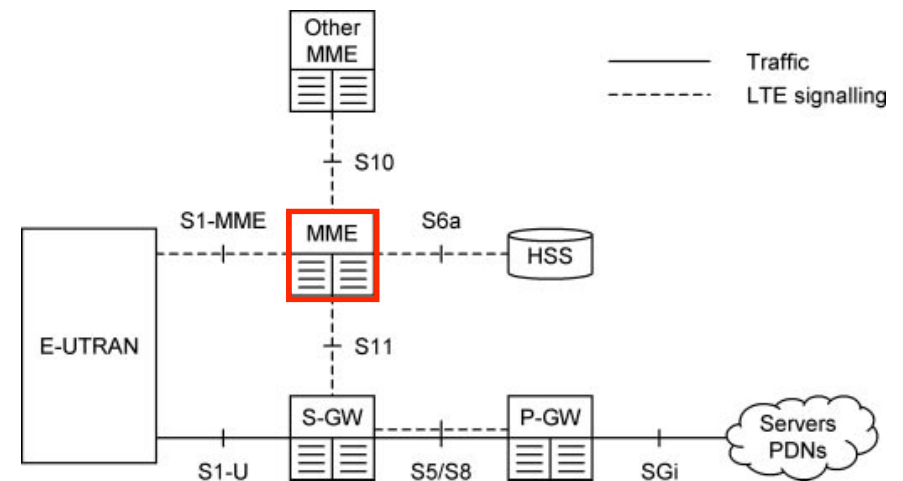 Other
MME
Traffic
LTE signalling
S10
S1-MME
MME
S6a
HSS
E-UTRAN
S11
S-GW
P-GW
Servers
PDNs
S1-U
S5/S8
SGi